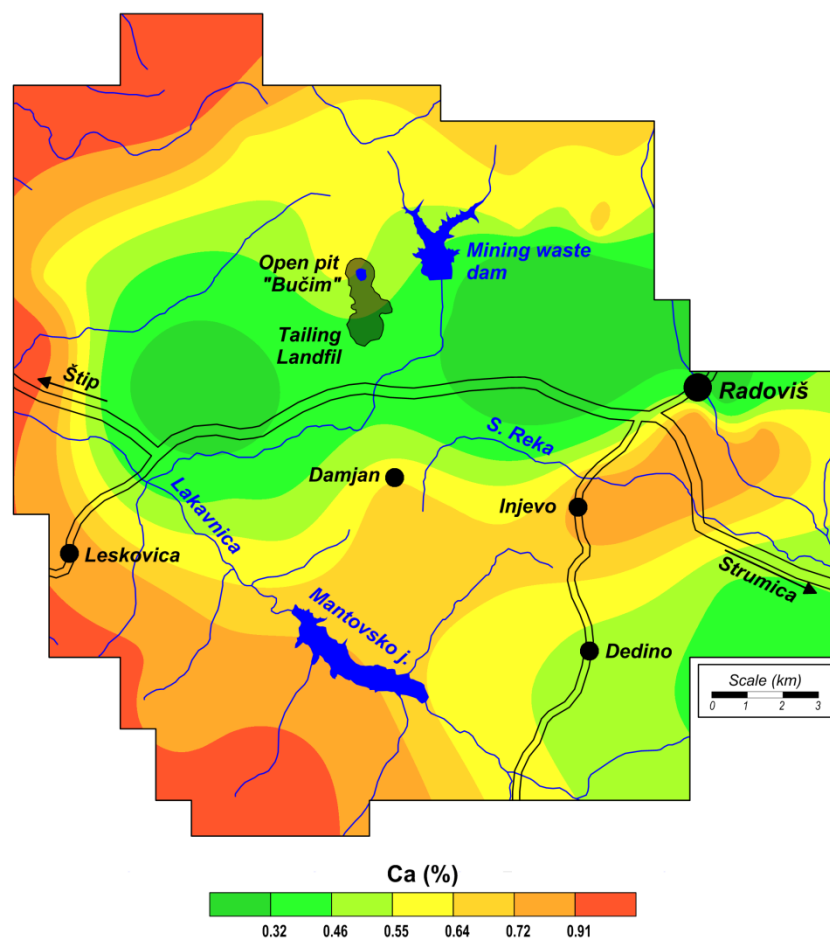 Open pit
"Bučim"
Mining waste
dam
Tailing
Landfil
Štip
Radoviš
S. Reka
Damjan
Lakavnica
Injevo
Leskovica
Strumica
Mantovsko j.
Dedino
Scale (km)
0 1 2 3
Ca (%)
0.32 0.46 0.55 0.64 0.72 0.91